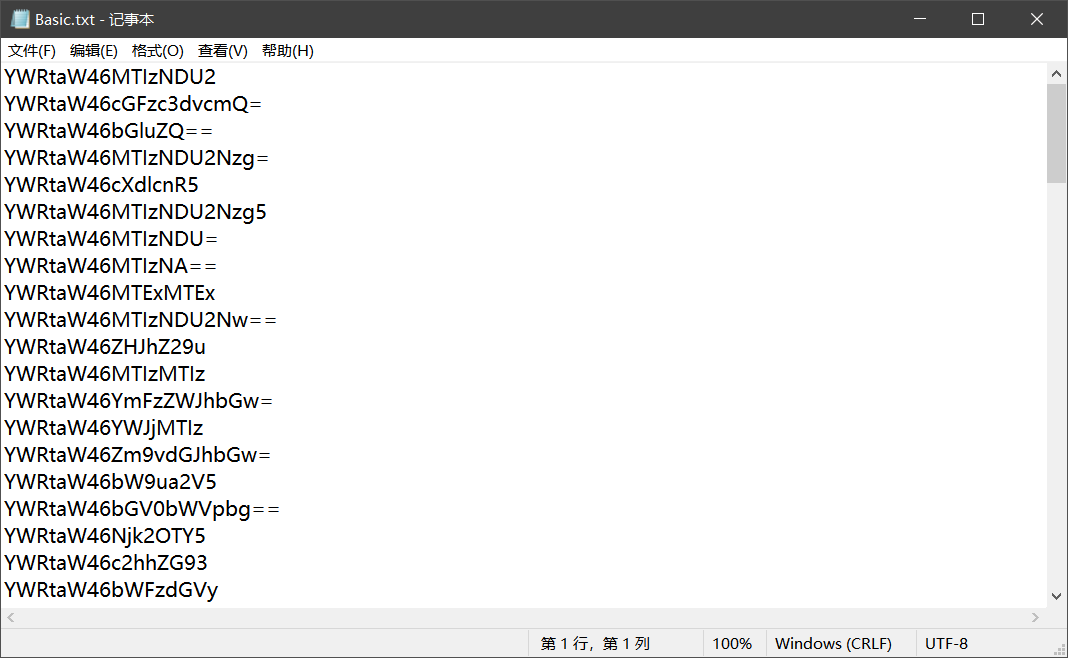 Basic.txt - 记事本
文件(F) 编辑(E) 格式(O) 查看(V) 帮助(H)
YWRtaW46MTIzNDU2
YWRtaW46cGFzc3dvcmQ=
YWRtaW46bGluZQ==
YWRtaW46MTIzNDU2Nzg=
YWRtaW46cXdlcnR5
YWRtaW46MTIzNDU2Nzg5
YWRtaW46MTIzNDU=
YWRtaW46MTIzNA==
YWRtaW46MTExMTEx
YWRtaW46MTIzNDU2Nw==
YWRtaW46ZHJhZ29u
YWRtaW46MTIzMTIz
YWRtaW46YmFzZWJhbGw=
YWRtaW46YWJjMTIz
YWRtaW46Zm9vdGJhbGw=
YWRtaW46bW9ua2V5
YWRtaW46bGV0bWVpbg==
YWRtaW46Njk2OTY5
YWRtaW46c2hhZG93
YWRtaW46bWFzdGVy
第 1 行，第 1 列 100% Windows (CRLF) UTF-8